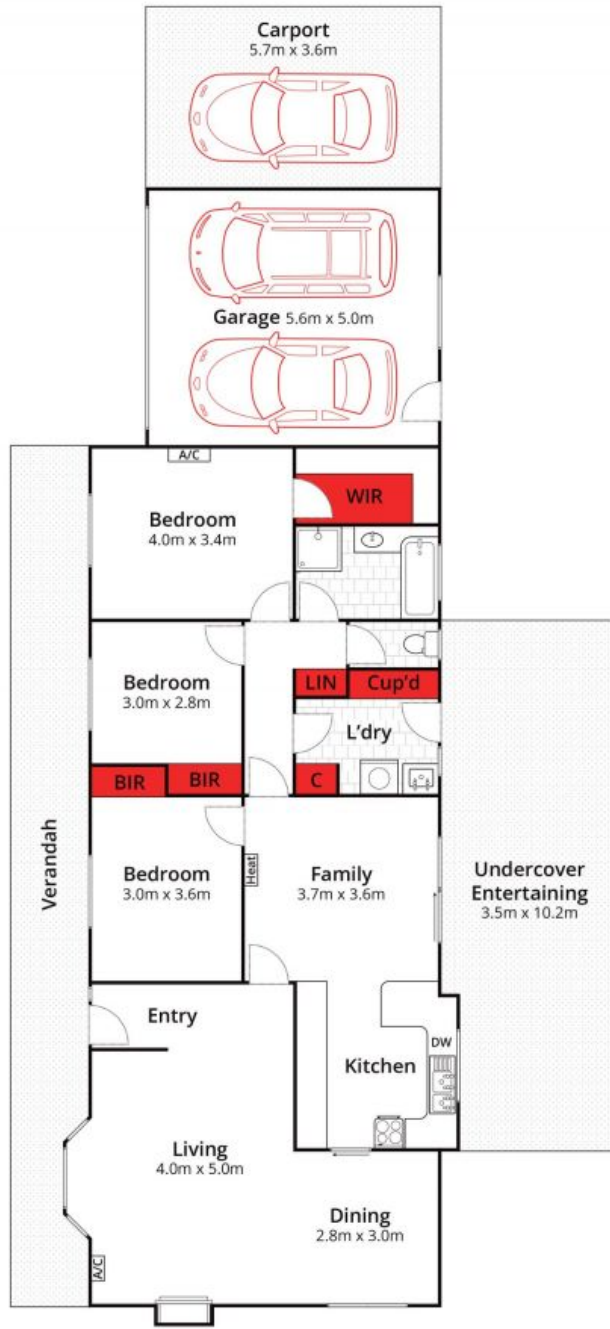 Carport
5.7m x 3.6m
Garage 5.6m x 5.0m
A/C
WIR
Bedroom
4.0m x 3.4m
Bedroom
3.0m x 2.8m
LIN
Cup'd
L'dry
BIR
BIR
C
Verandah
Bedroom
3.0m x 3.6m
Heat
Family
3.7m x 3.6m
Undercover
Entertaining
3.5m x 10.2m
Entry
DW
Kitchen
Living
4.0m x 5.0m
Dining
2.8m x 3.0m
A/C